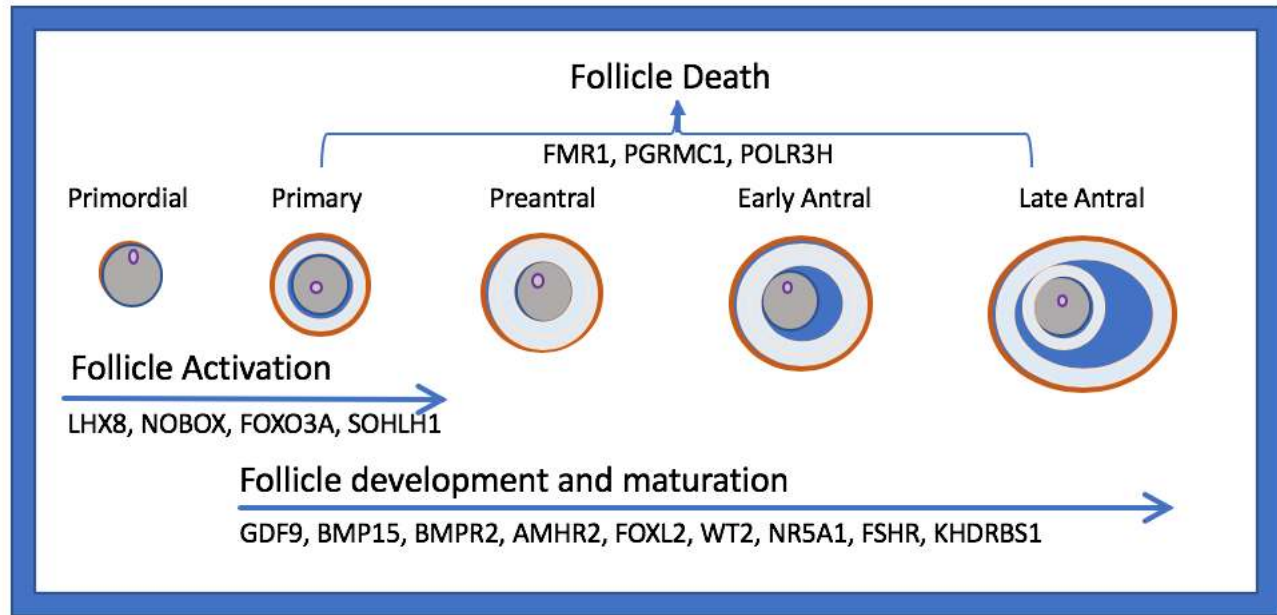 Follicle Death
FMR1, PGRMC1, POLR3H
Primordial Primary Preantral Early Antral Late Antral
Follicle Activation
LHX8, NOBOX, FOXO3A, SOHLH1
Follicle development and maturation
GDF9, BMP15, BMPR2, AMHR2, FOXL2, WT2, NR5A1, FSHR, KHDRBS1